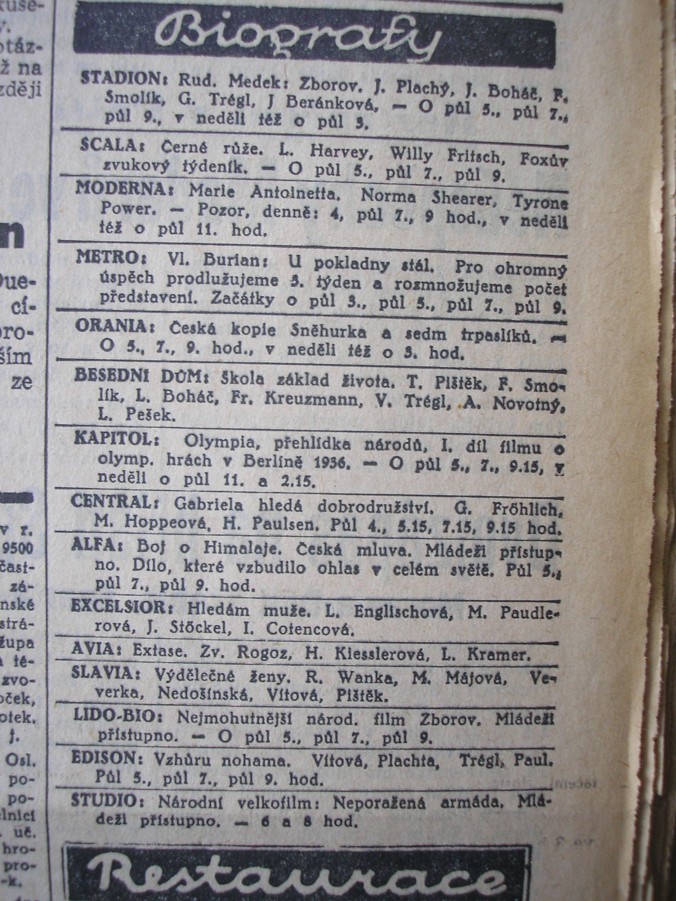 Biografy
STADION: Rud. Medek: Zborov. J. Plachý, J. Boháč, F.
Smolík, G. Trégl, J Beránková, — O půl 5., půl 7.,
půl 9., v neděli též o půl 3.
SCALA: Černé růže. L. Harvey, Willy Fritsch, Foxův
zvukový týdeník. — O půl 5., půl 7., půl 9.
MODERNA: Marie Antoinetta. Norma Shearer, Tyrone
Power. — Pozor, denně: 4, půl 7., 9 hod., v neděli
též o půl 11. hod.
METRO: Vl. Burian: U pokladny stál. Pro ohromný
úspěch prodlužujeme 3. týden a rozmnožujeme počet
představení. Začátky o půl 3., půl 5., půl 7., půl 9.
ORANIA: Česká kopie Sněhurka a sedm trpaslíků. —
O 5., 7., 9. hod., v neděli též o 3. hod.
BESEDNÍ DŮM: Škola základ života. T. Pištěk, F. Smo-
lík, L. Boháč, Fr. Kreuzmann, V. Trégl, A. Novotný,
L. Pešek.
KAPITOL: Olympia, přehlídka národů, I. díl filmu o
olymp. hrách v Berlíně 1936. — O půl 5., 7., 9.15, v
neděli o půl 11. a 2.15.
CENTRAL: Gabriela hledá dobrodružství. G. Fröhlich,
M. Hoppeová, H. Paulsen. Půl 4., 5.15, 7.15, 9.15 hod.
ALFA: Boj o Himalaje. Česká mluva. Mládeži přístup-
no. Dílo, které vzbudilo ohlas v celém světě. Půl 5.,
půl 7., půl 9. hod.
EXCELSIOR: Hledám muže. L. Englischová, M. Paudle-
rová, J. Stöckel, I. Cotencová.
AVIA: Extase. Zv. Rogoz, H. Kiesslerová, L. Kramer.
SLAVIA: Výdělečné ženy. R. Wanka, M. Májová, Ve-
verka, Nedošínská, Vítová, Pištěk.
LIDO-BIO: Nejmohutnější národ. film Zborov. Mládeži
přístupno. — O půl 5., půl 7., půl 9.
EDISON: Vzhůru nohama. Vítová, Plachta, Trégl, Paul.
Půl 5., půl 7., půl 9. hod.
STUDIO: Národní velkofilm: Neporažená armáda. Mlá-
deži přístupno. — 6 a 8 hod.
Restaurace